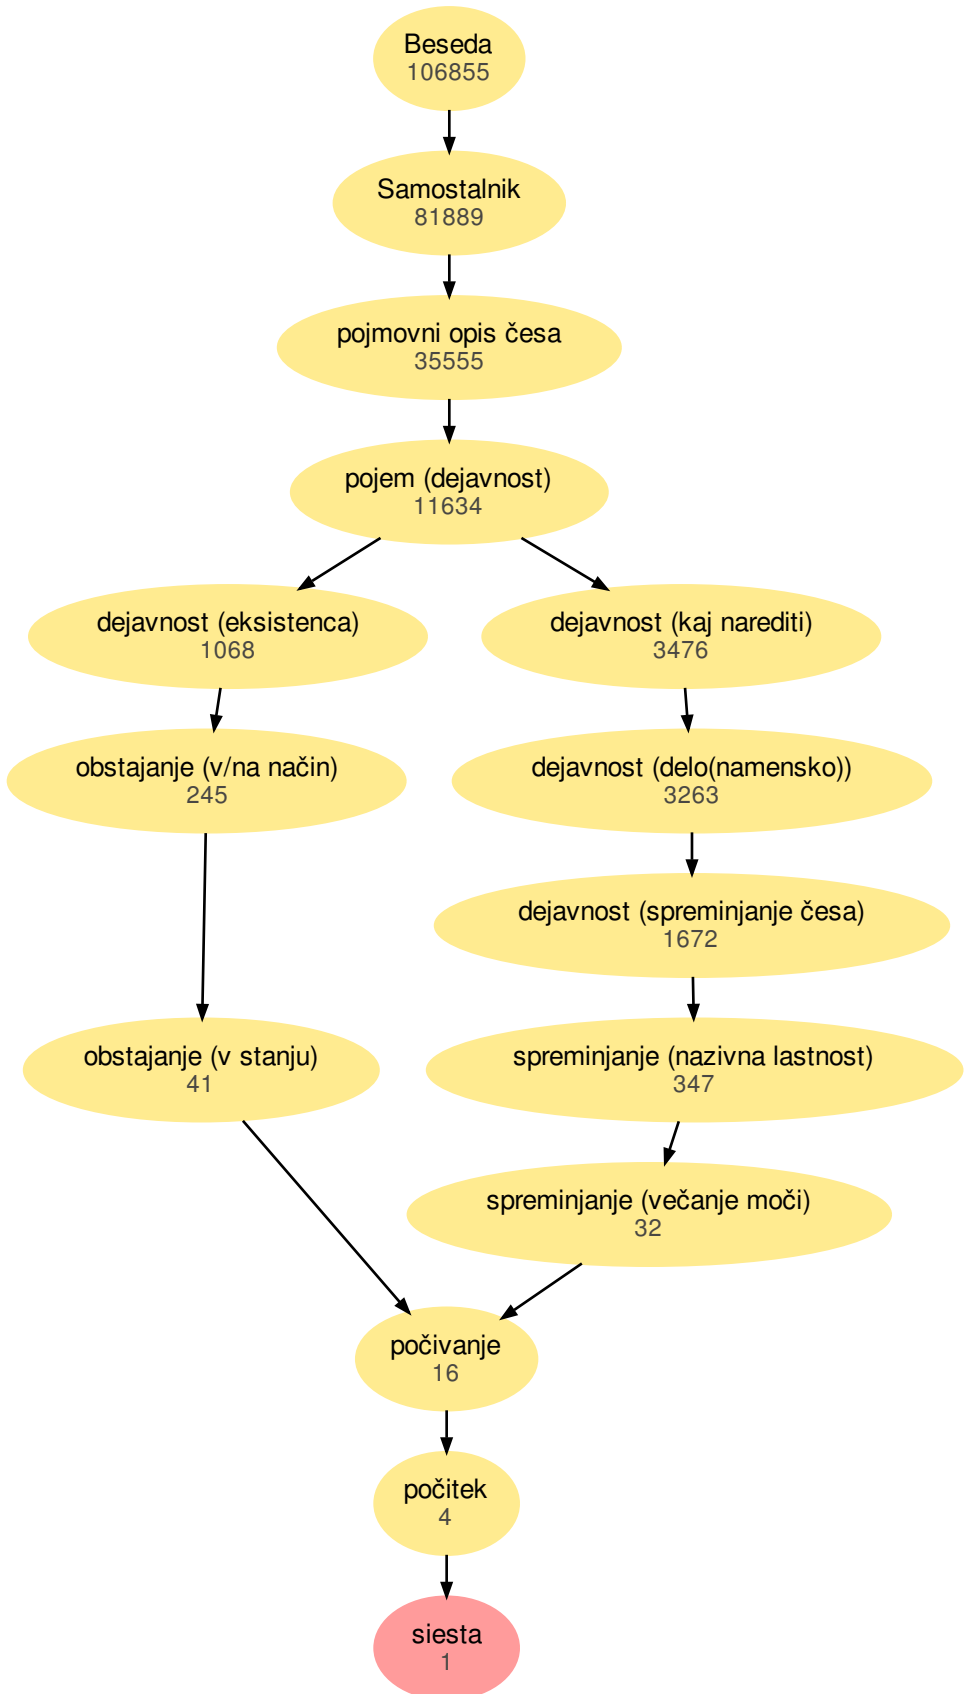 Beseda
106855
Samostalnik
81889
pojmovni opis česa
35555
pojem (dejavnost)
11634
dejavnost (eksistenca)
1068
dejavnost (kaj narediti)
3476
obstajanje (v/na način)
245
dejavnost (delo(namensko))
3263
dejavnost (spreminjanje česa)
1672
obstajanje (v stanju)
41
spreminjanje (nazivna lastnost)
347
spreminjanje (večanje moči)
32
počivanje
16
počitek
4
siesta
1